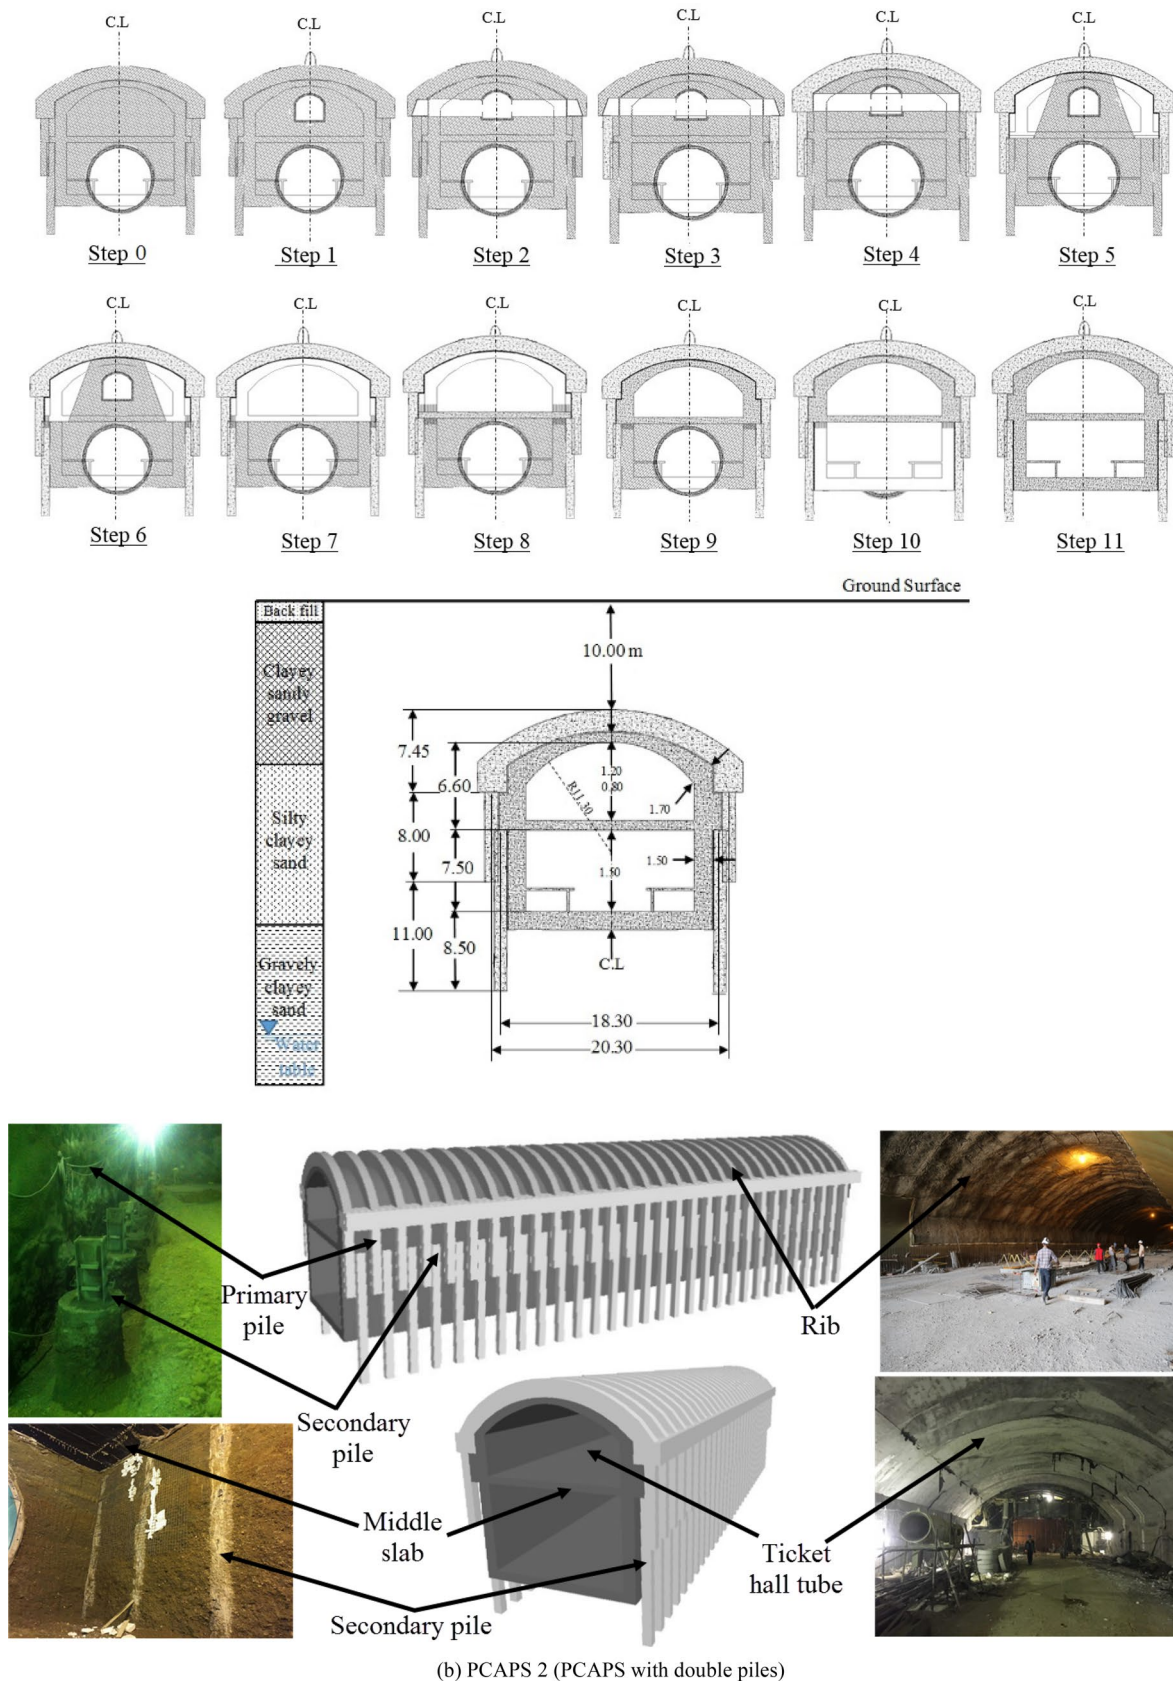 C.L C.L C.L C.L C.L C.L
Step 0 Step 1 Step 2 Step 3 Step 4 Step 5
C.L C.L C.L C.L C.L C.L
Step 6 Step 7 Step 8 Step 9 Step 10 Step 11
Ground Surface
Back fill
10.00 m
Clayey
sandy
gravel
7.45
6.60
1.20
0.80
R11.30
1.70
Silty
clayey
sand
8.00
7.50
1.50
1.50
11.00
8.50
C.L
Gravely
clayey
sand
Water
table
18.30
20.30
Primary
pile
Rib
Secondary
pile
Middle
slab
Ticket
hall tube
Secondary pile
(b) PCAPS 2 (PCAPS with double piles)